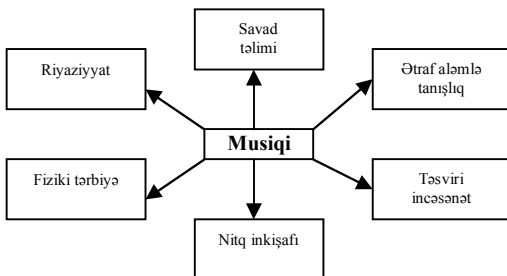 Savad
təlimi
Riyaziyyat
Ətraf aləmlə
tanışlıq
Musiqi
Fiziki tərbiyə
Təsviri
incəsənət
Nitq inkişafı